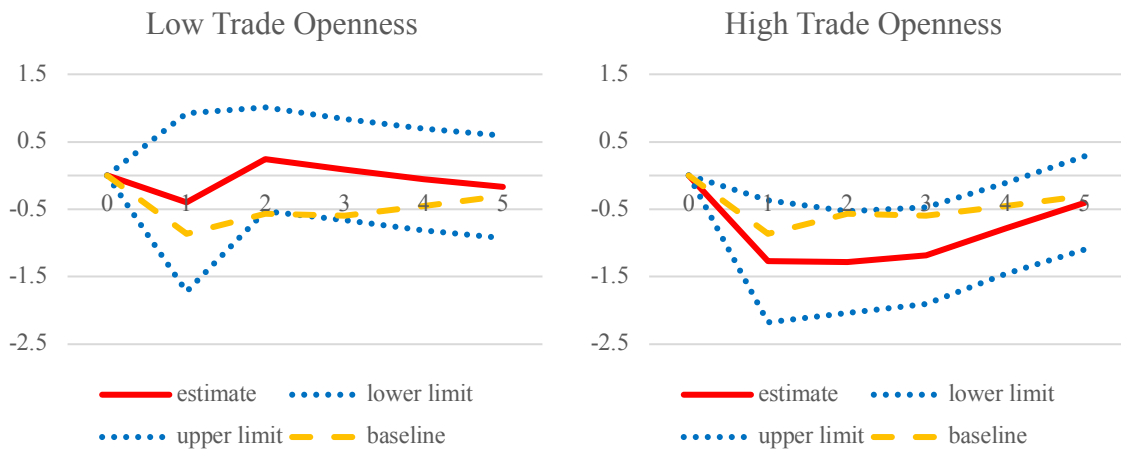 Low Trade Openness
1.5
0.5
-0.5
-1.5
-2.5
0 1 2 3 4 5
estimate lower limit
upper limit baseline
High Trade Openness
1.5
0.5
-0.5
-1.5
-2.5
0 1 2 3 4 5
estimate lower limit
upper limit baseline